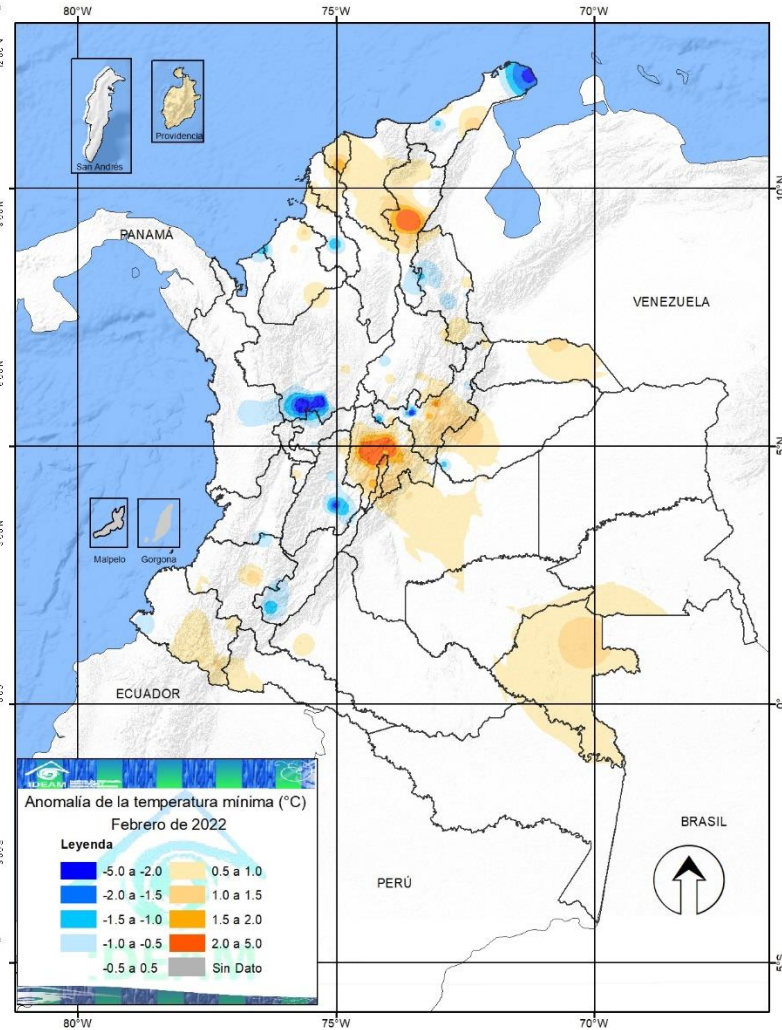 80°W 75°W 70°W
San Andrés
Providencia
10°N
PANAMÁ
VENEZUELA
5°N
Malpelo
Gorgona
ECUADOR
0°
IDEAM
Anomalía de la temperatura mínima (°C)
Febrero de 2022
Leyenda
-5.0 a -2.0 0.5 a 1.0
-2.0 a -1.5 1.0 a 1.5
-1.5 a -1.0 1.5 a 2.0
-1.0 a -0.5 2.0 a 5.0
-0.5 a 0.5 Sin Dato
IDEAM
BRASIL
PERÚ
5°S
80°W 75°W 70°W